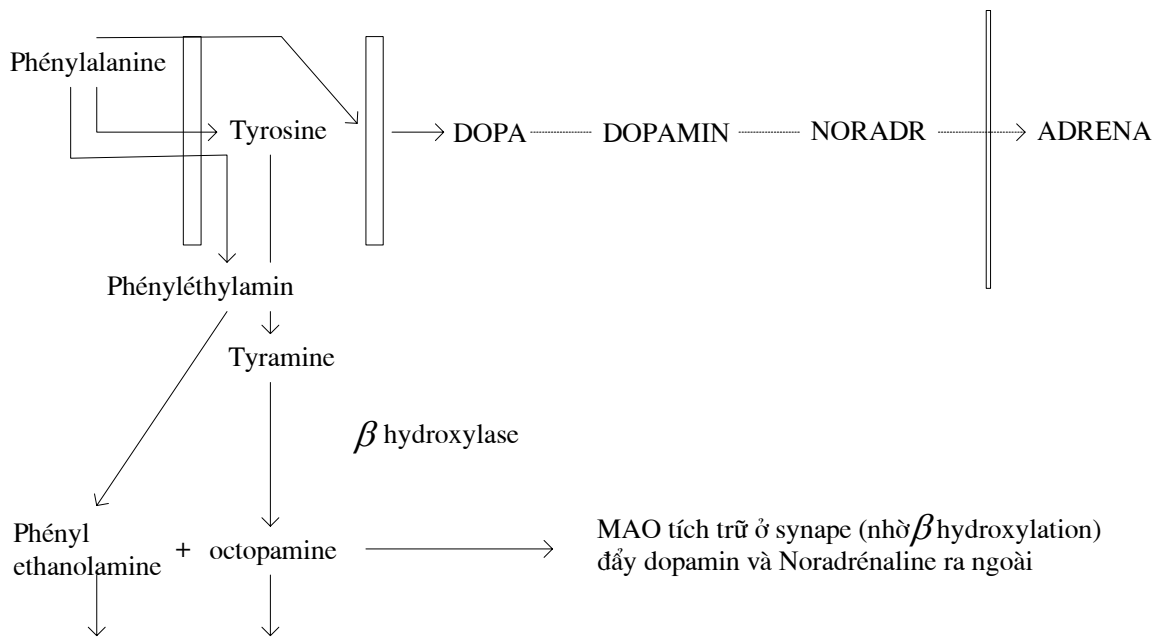 Phénylalanine
Tyrosine
DOPA
DOPAMIN
NORADR
ADRENA
Phényléthylamin
Tyramine
β hydroxylase
Phényl
ethanolamine
+
octopamine
MAO tích trữ ở synape (nhờ β hydroxylation)
đẩy dopamin và Noradrénaline ra ngoài